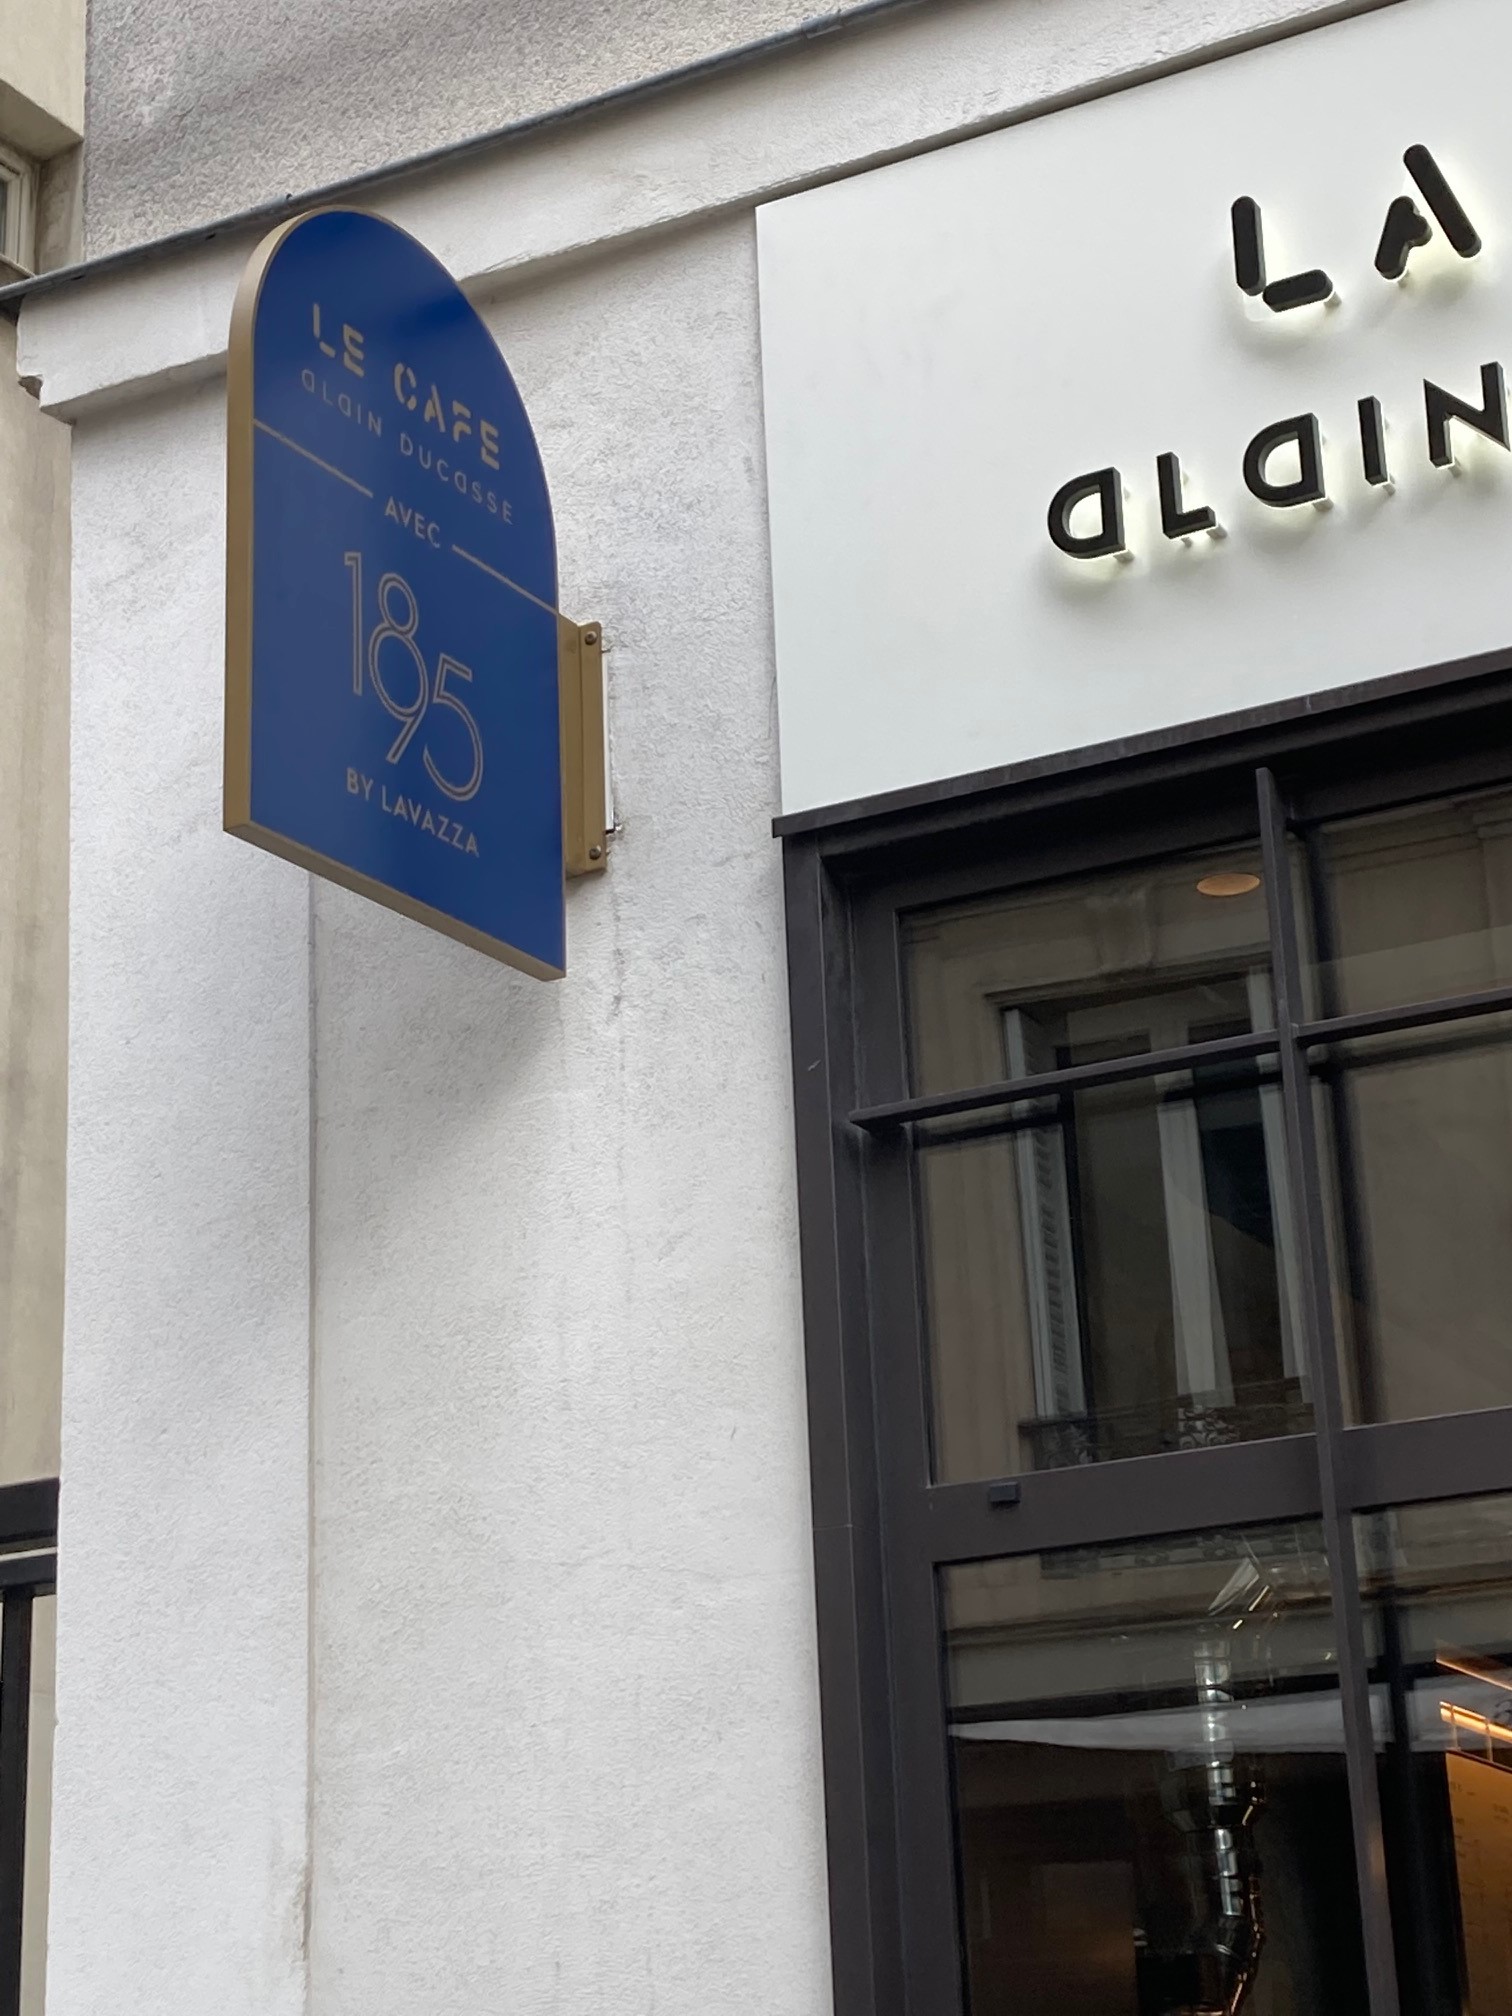 LE CAFE
aLaIN DUCaSSE
AVEC
1895
BY LAVAZZA
LA
aLaIN